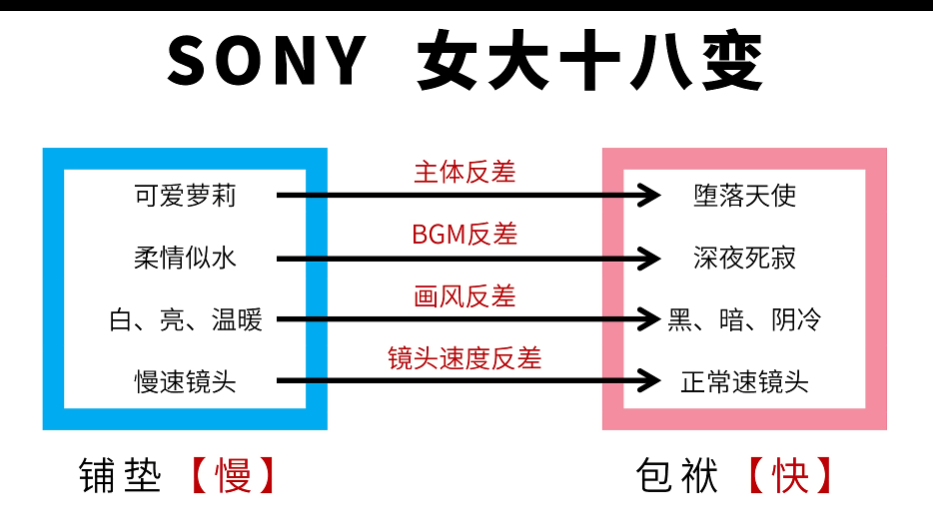 SONY 女大十八变
可爱萝莉 主体反差 堕落天使
柔情似水 BGM反差 深夜死寂
白、亮、温暖 画风反差 黑、暗、阴冷
慢速镜头 镜头速度反差 正常速镜头
铺垫【慢】 包袱【快】